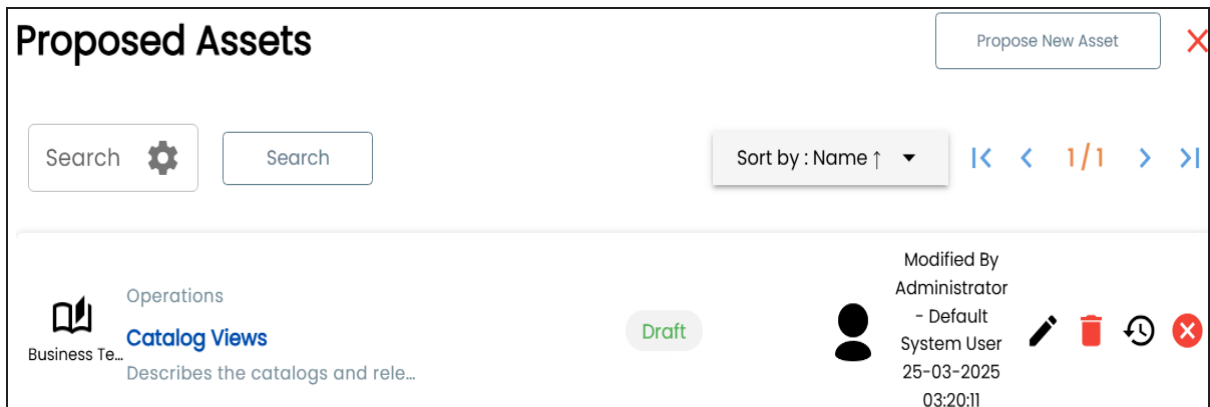 Proposed Assets
Propose New Asset
Search
Search
Sort by : Name ↑
1/1
Business Te...
Operations
Catalog Views
Describes the catalogs and rele...
Draft
Modified By
Administrator
- Default
System User
25-03-2025
03:20:11